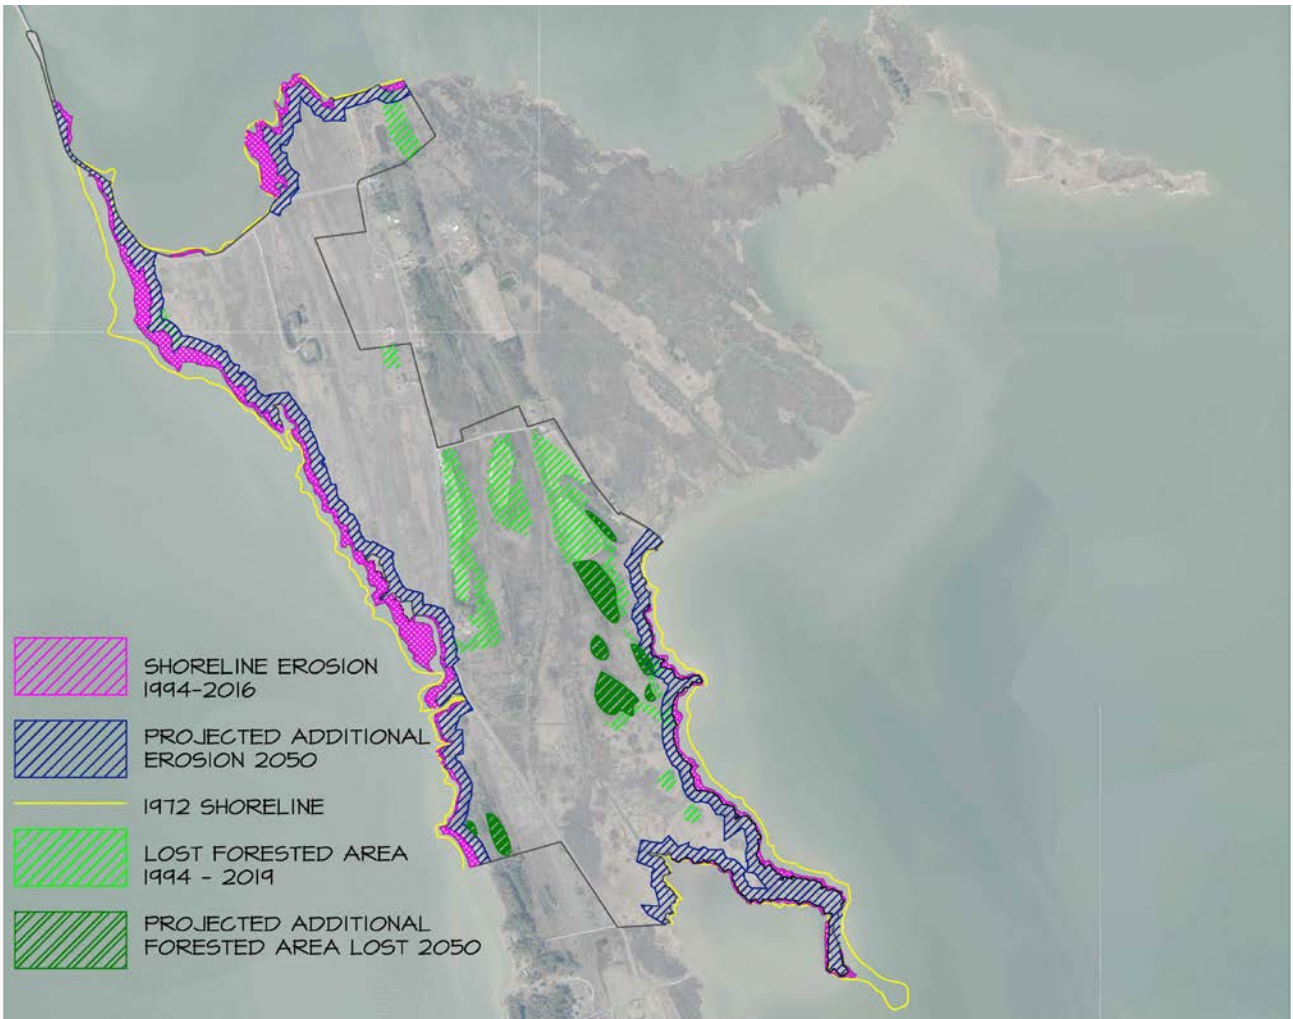 SHORELINE EROSION
1994-2016
PROJECTED ADDITIONAL
EROSION 2050
1972 SHORELINE
LOST FORESTED AREA
1994 - 2019
PROJECTED ADDITIONAL
FORESTED AREA LOST 2050